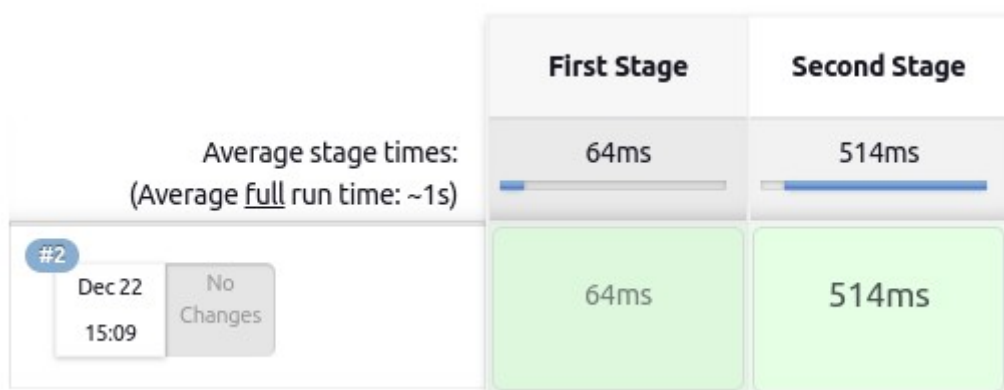 First Stage Second Stage
Average stage times: 64ms 514ms
(Average full run time: ~1s)
#2
Dec 22 No
Changes
15:09
64ms 514ms